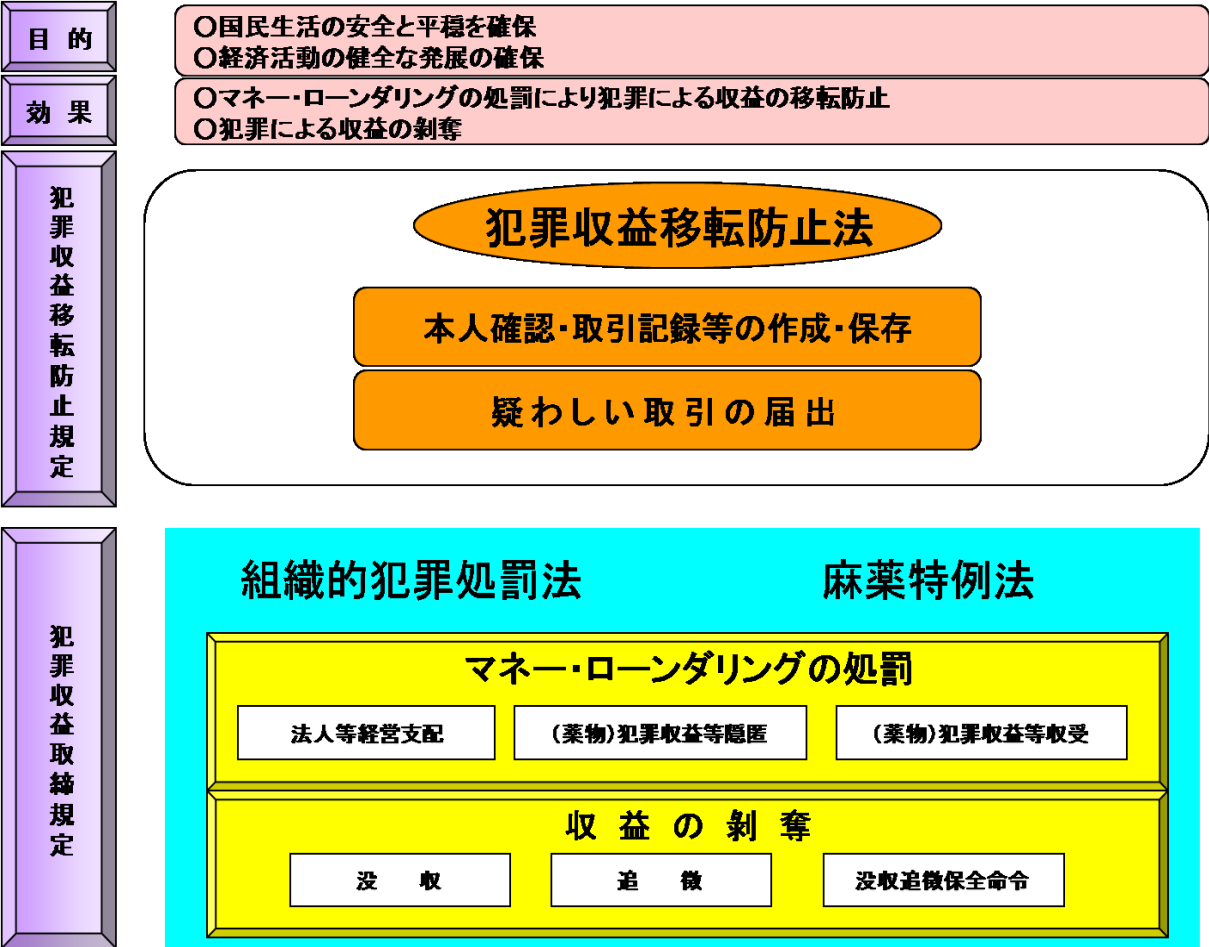 目 的
〇国民生活の安全と平穏を確保
〇経済活動の健全な発展の確保
効 果
〇マネー・ローンダリングの処罰により犯罪による収益の移転防止
〇犯罪による収益の剝奪
犯罪収益移転防止規定
犯罪収益移転防止法
本人確認・取引記録等の作成・保存
疑わしい取引の届出
犯罪収益取締規定
組織的犯罪処罰法
麻薬特例法
マネー・ローンダリングの処罰
法人等経営支配
(薬物)犯罪収益等隠匿
(薬物)犯罪収益等収受
収益の剝奪
没 収
追 徴
没収追徴保全命令